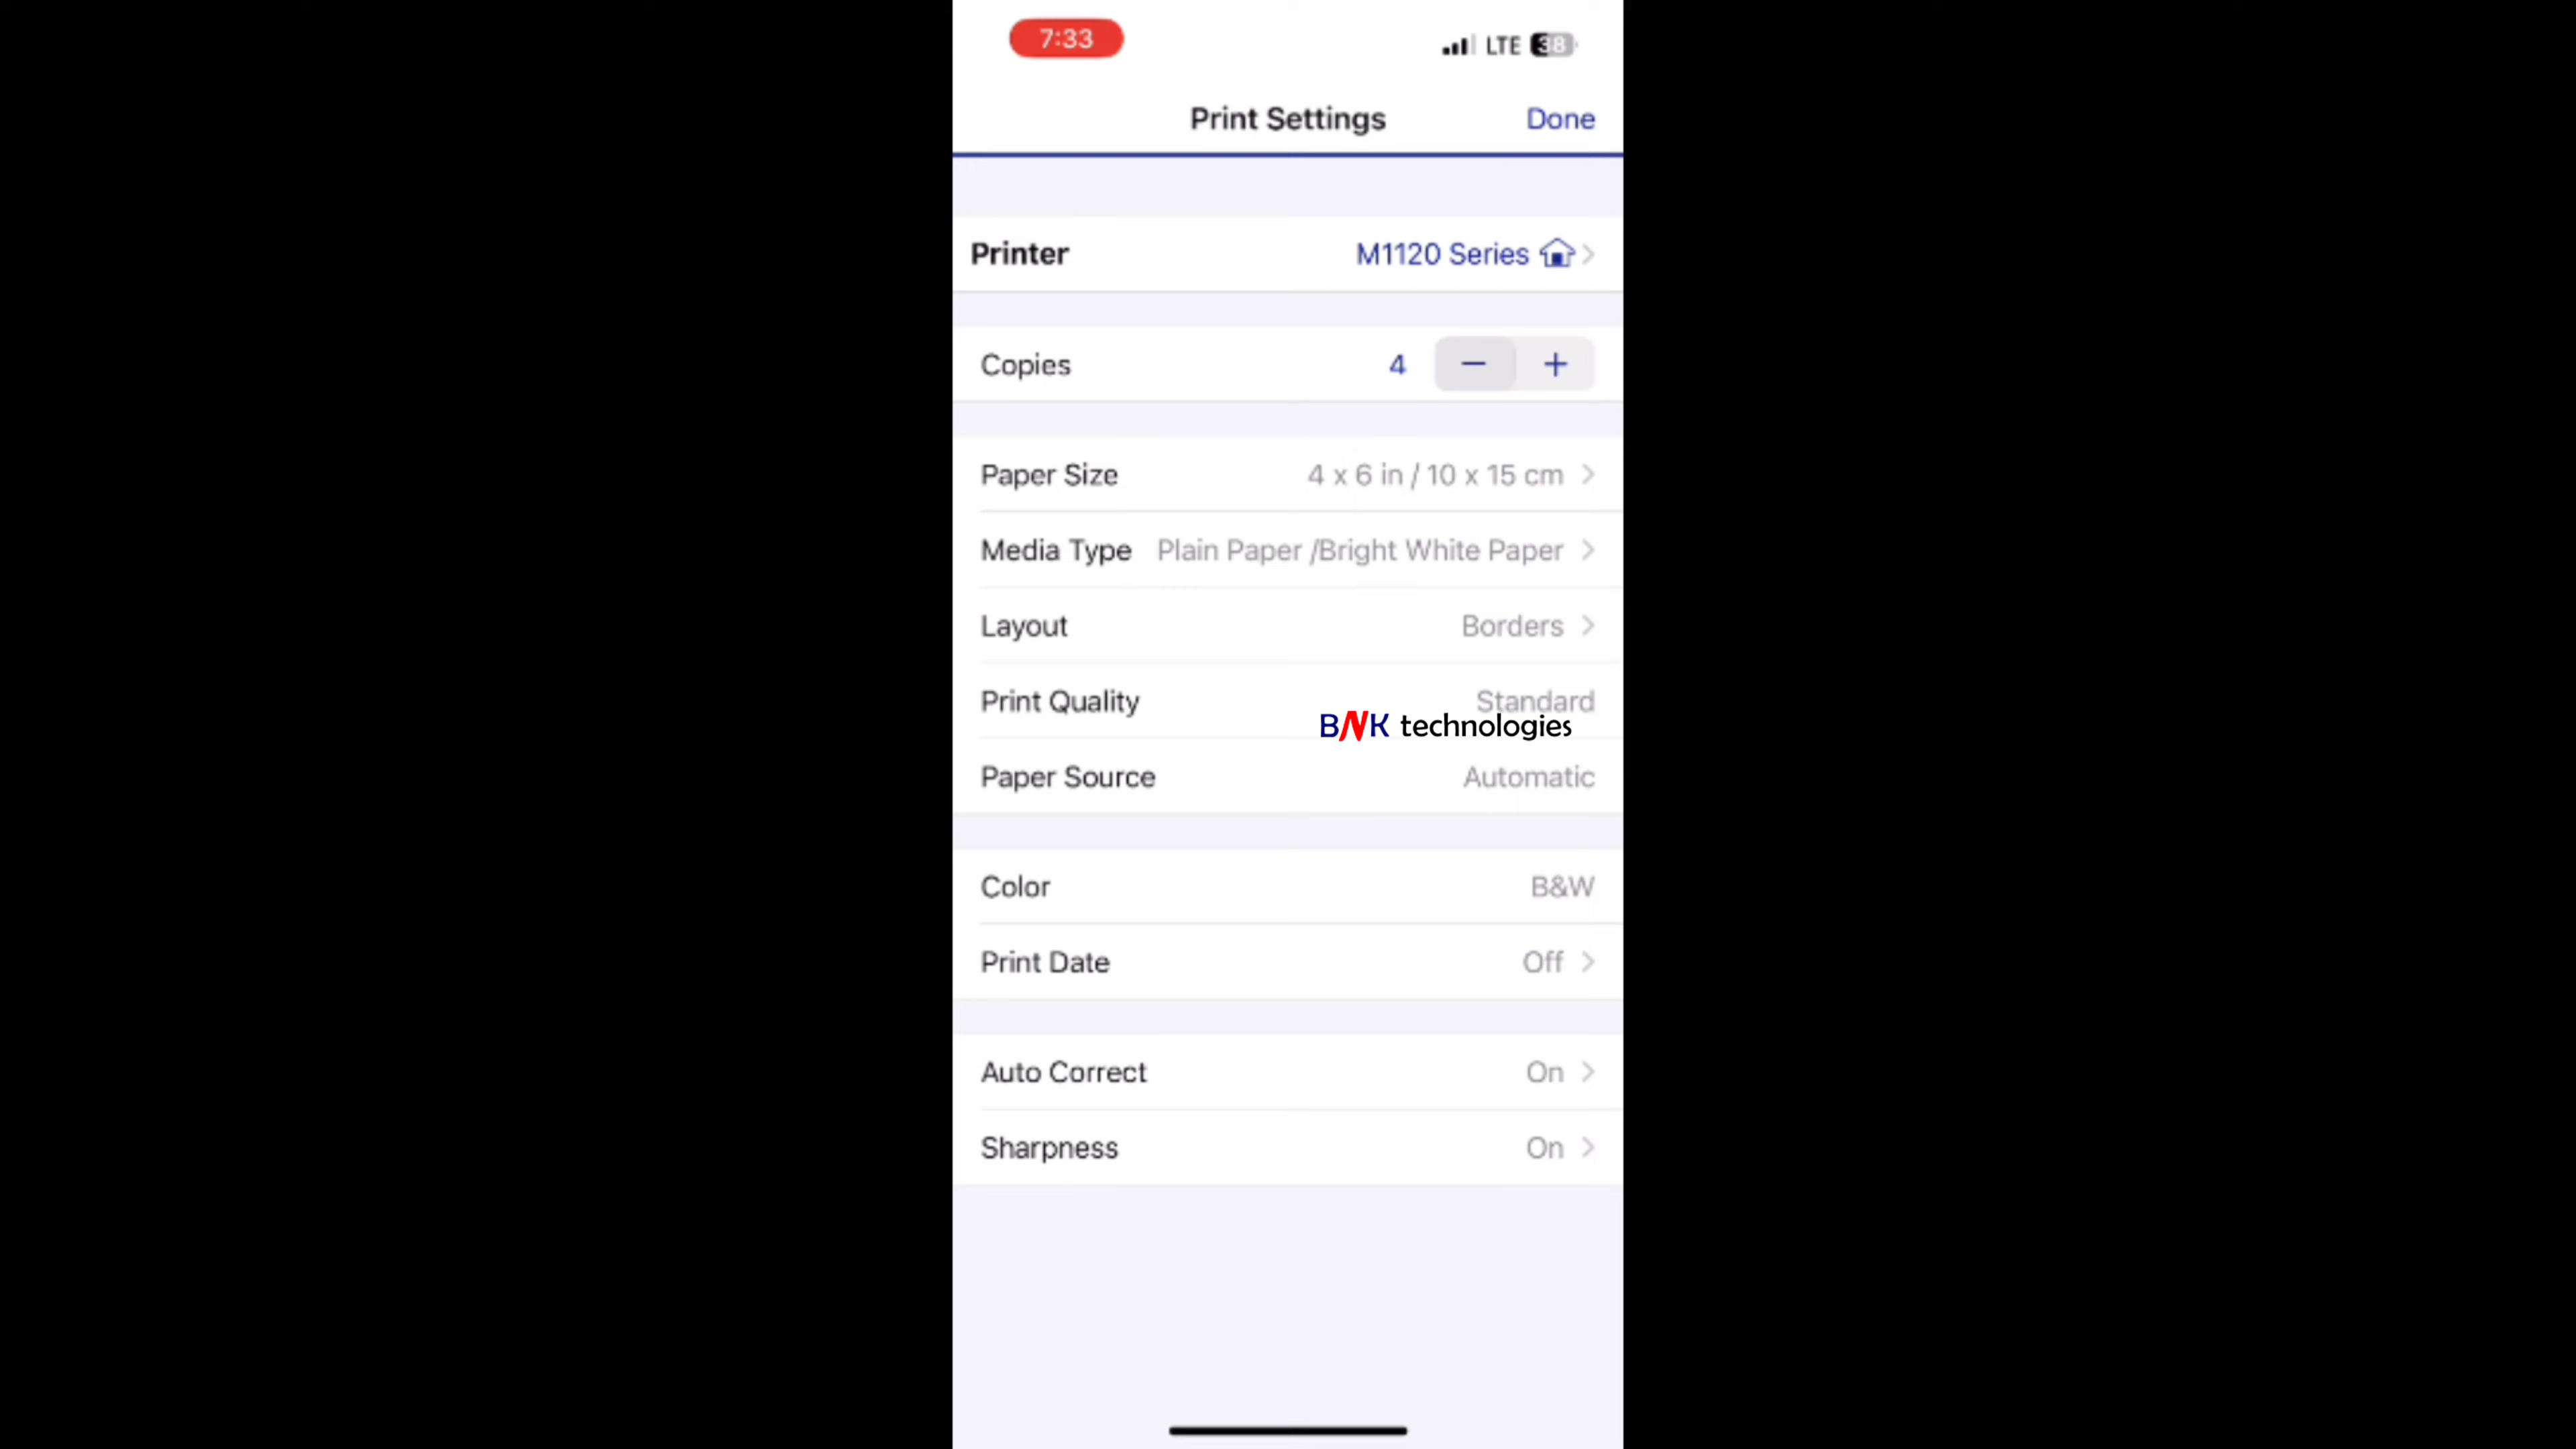 7:33 LTE 38
Print Settings Done
Printer M1120 Series
Copies 4 − +
Paper Size 4 x 6 in / 10 x 15 cm
Media Type Plain Paper /Bright White Paper
Layout Borders
Print Quality Standard
BNK technologies
Paper Source Automatic
Color B&W
Print Date Off
Auto Correct On
Sharpness On